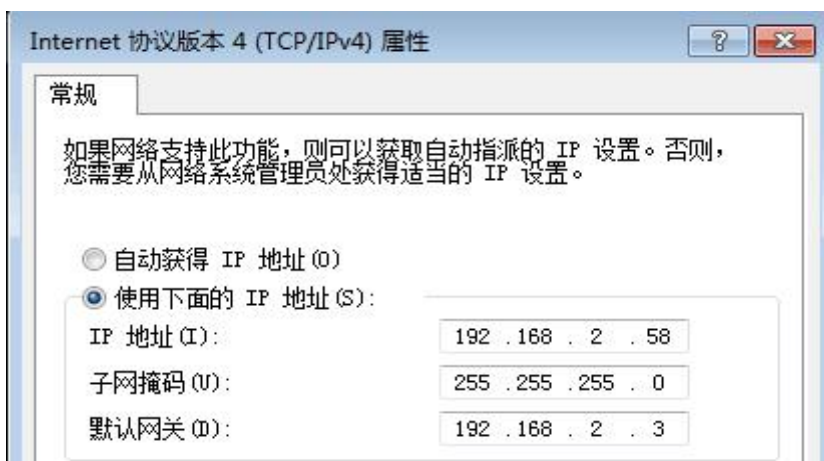 Internet 协议版本 4 (TCP/IPv4) 属性
常规
如果网络支持此功能，则可以获取自动指派的 IP 设置。否则，
您需要从网络系统管理员处获得适当的 IP 设置。
自动获得 IP 地址(O)
使用下面的 IP 地址(S):
IP 地址(I): 192 .168 . 2 . 58
子网掩码(U): 255 .255 .255 . 0
默认网关(D): 192 .168 . 2 . 3